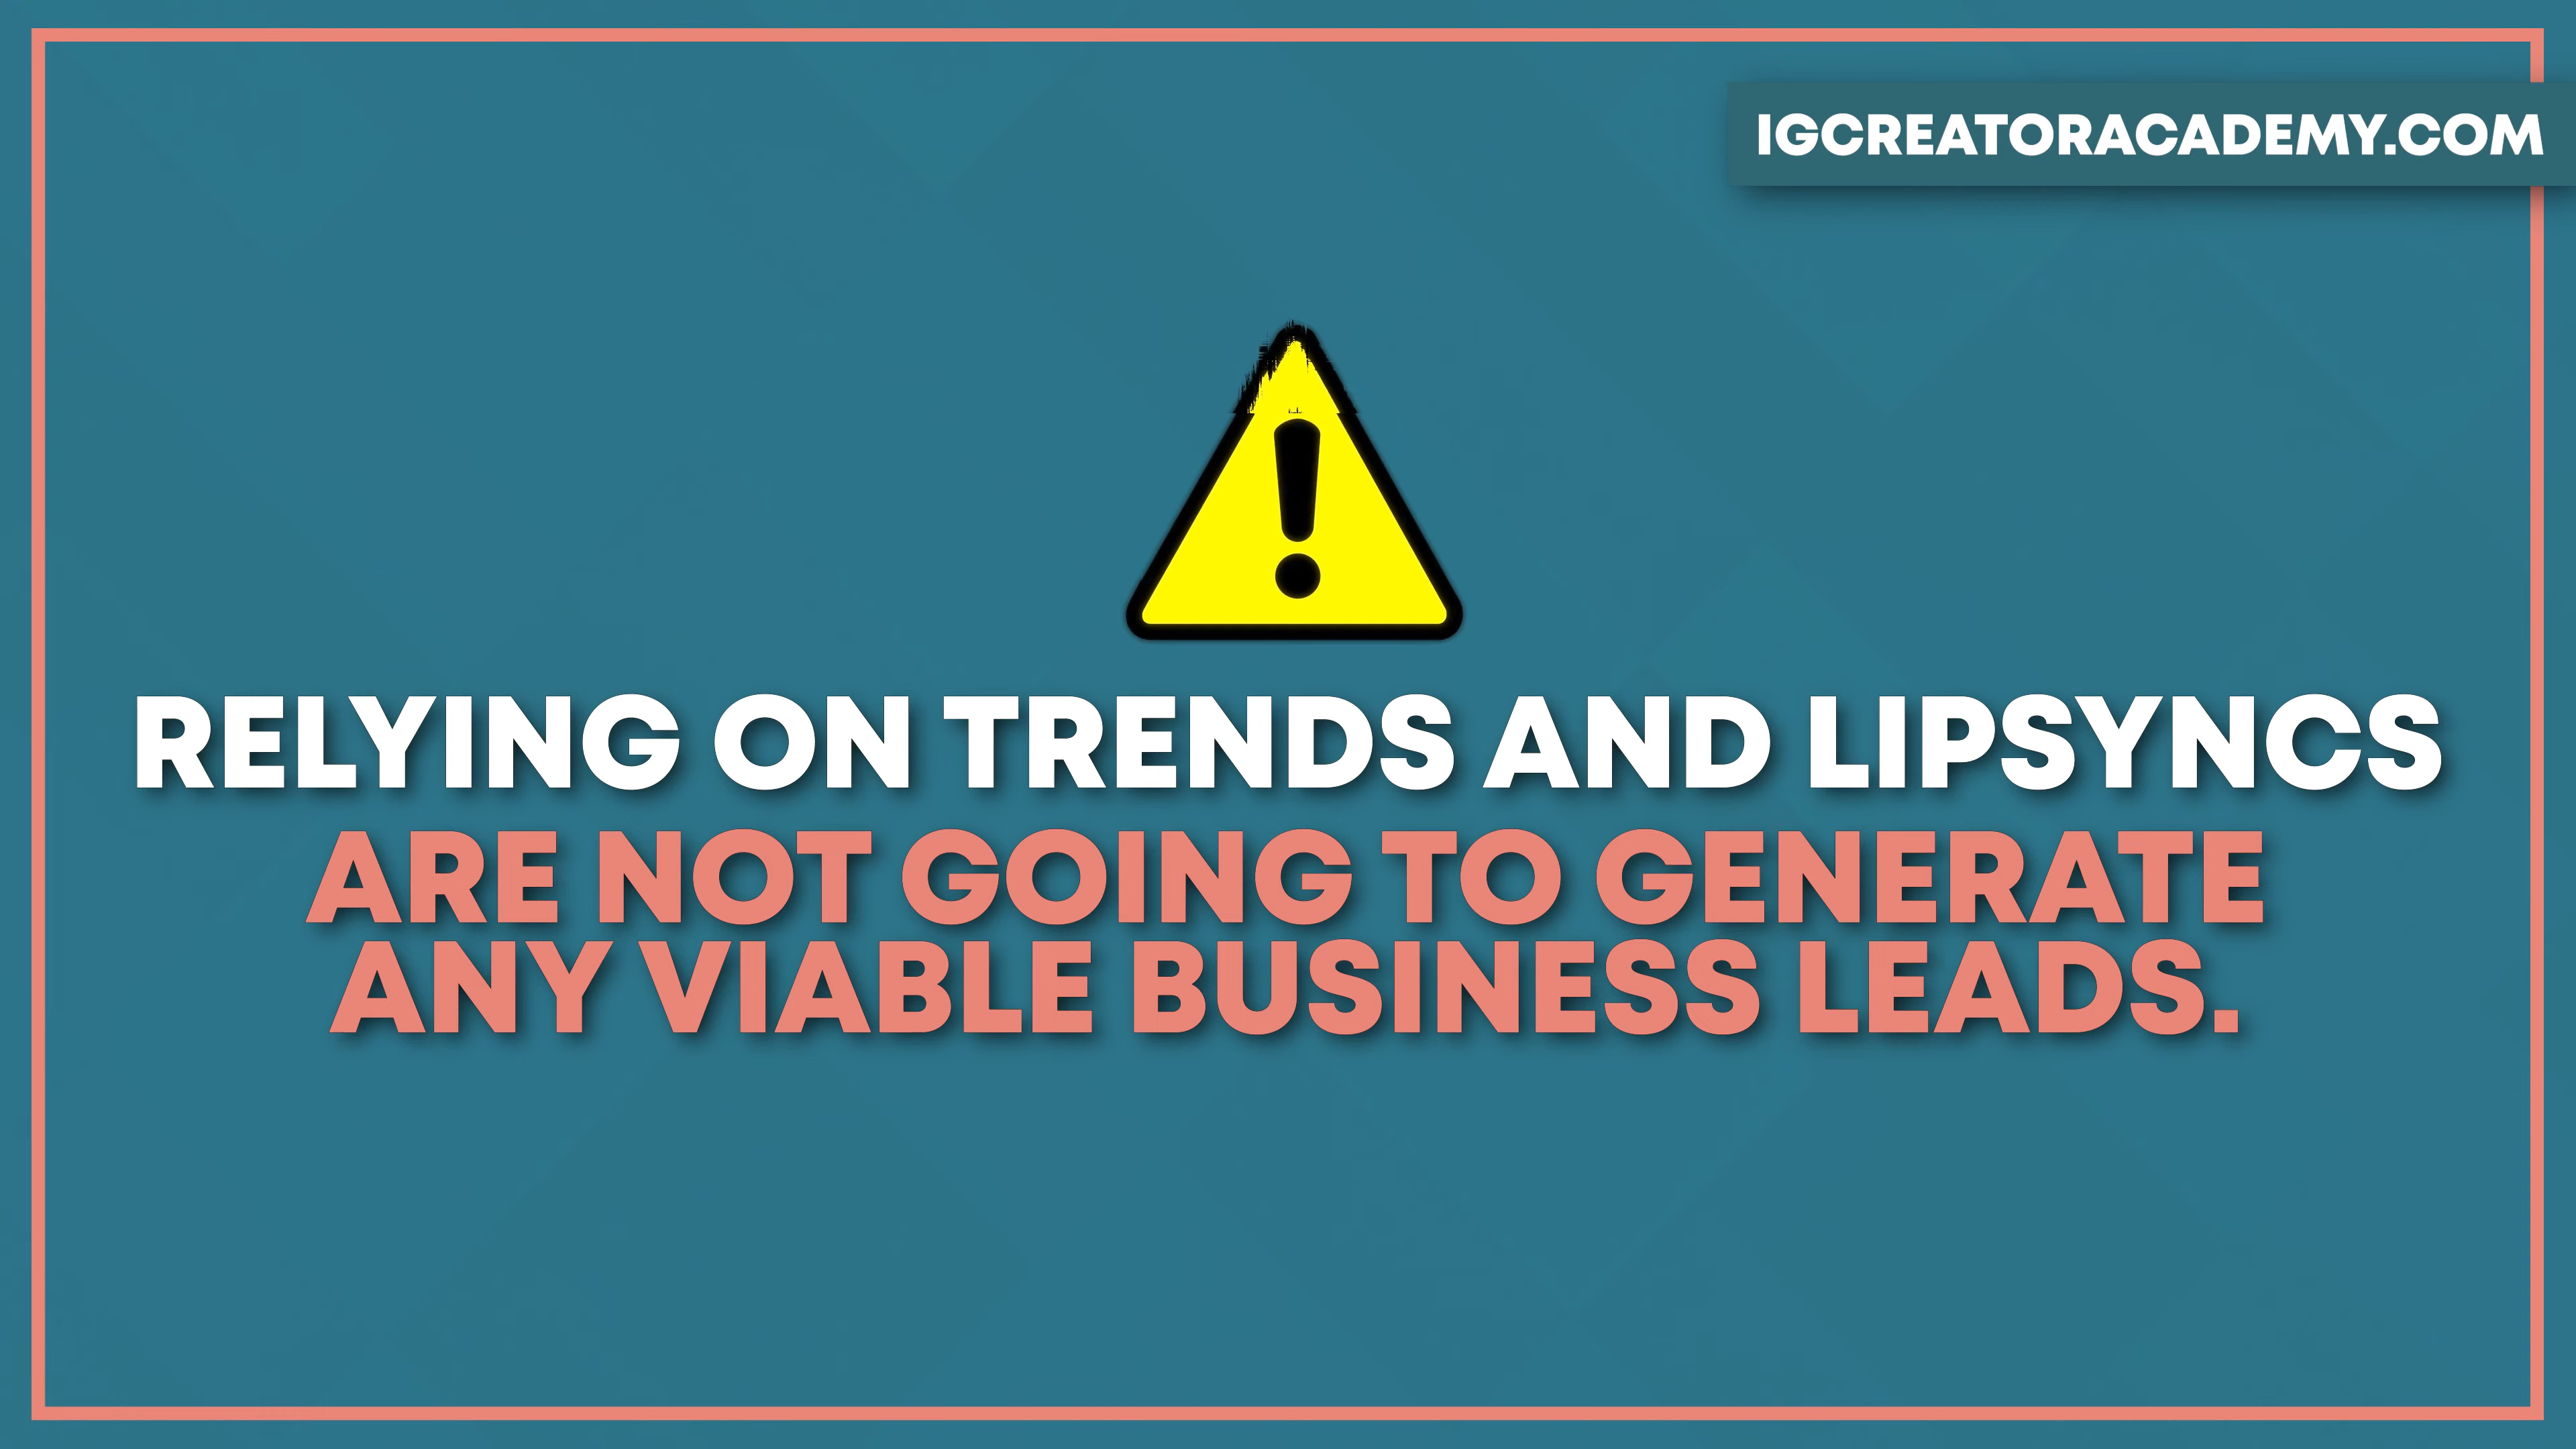 IGCREATORACADEMY.COM
RELYING ON TRENDS AND LIPSYNCS
ARE NOT GOING TO GENERATE
ANY VIABLE BUSINESS LEADS.